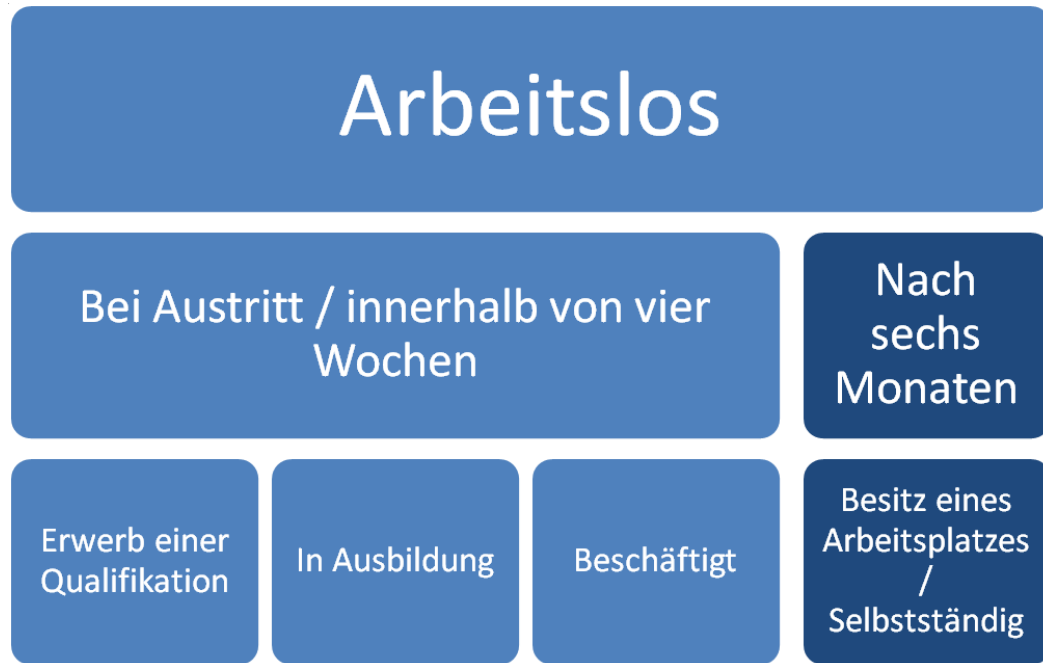 Arbeitslos
Bei Austritt / innerhalb von vier
Wochen
Nach
sechs
Monaten
Erwerb einer
Qualifikation
In Ausbildung
Beschäftigt
Besitz eines
Arbeitsplatzes
/
Selbstständig